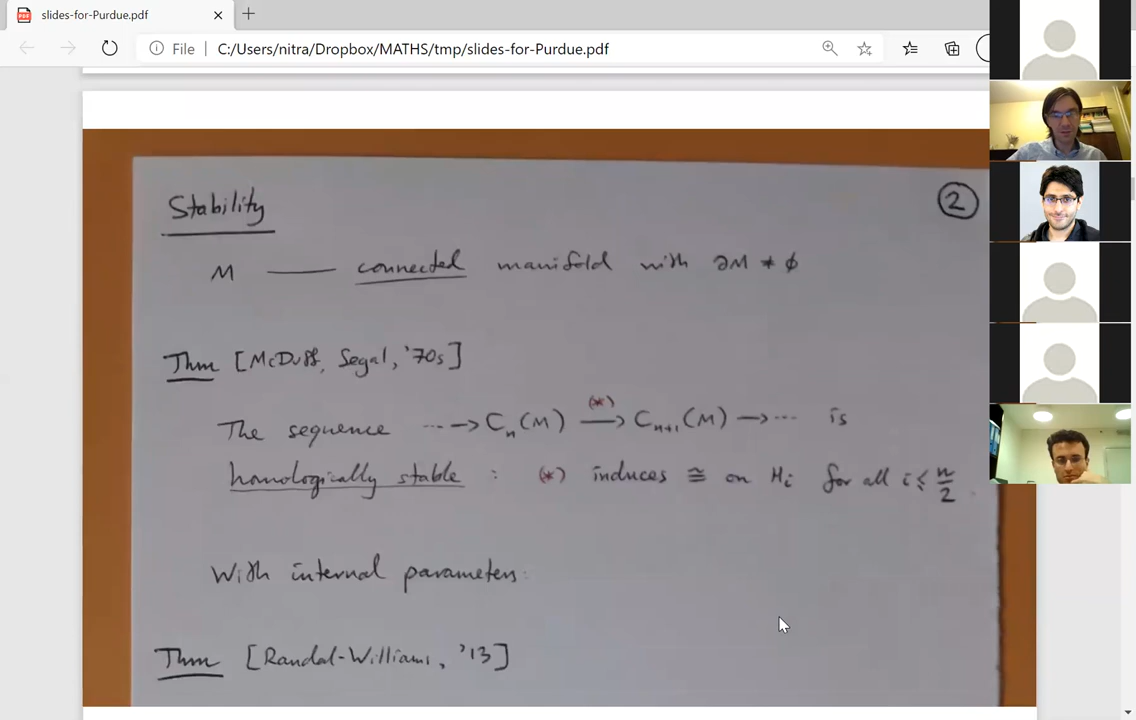 slides-for-Purdue.pdf
File | C:/Users/nitra/Dropbox/MATHS/tmp/slides-for-Purdue.pdf
Stability
②
M —— connected manifold with ∂M ≠ ∅
Thm [McDuff, Segal, '70s]
The sequence ··· → Cₙ(M) →(*) Cₙ₊₁(M) → ··· is
homologically stable : (*) induces ≅ on Hᵢ for all i ≤ n/2
With internal parameters:
Thm [Randal-Williams, '13]